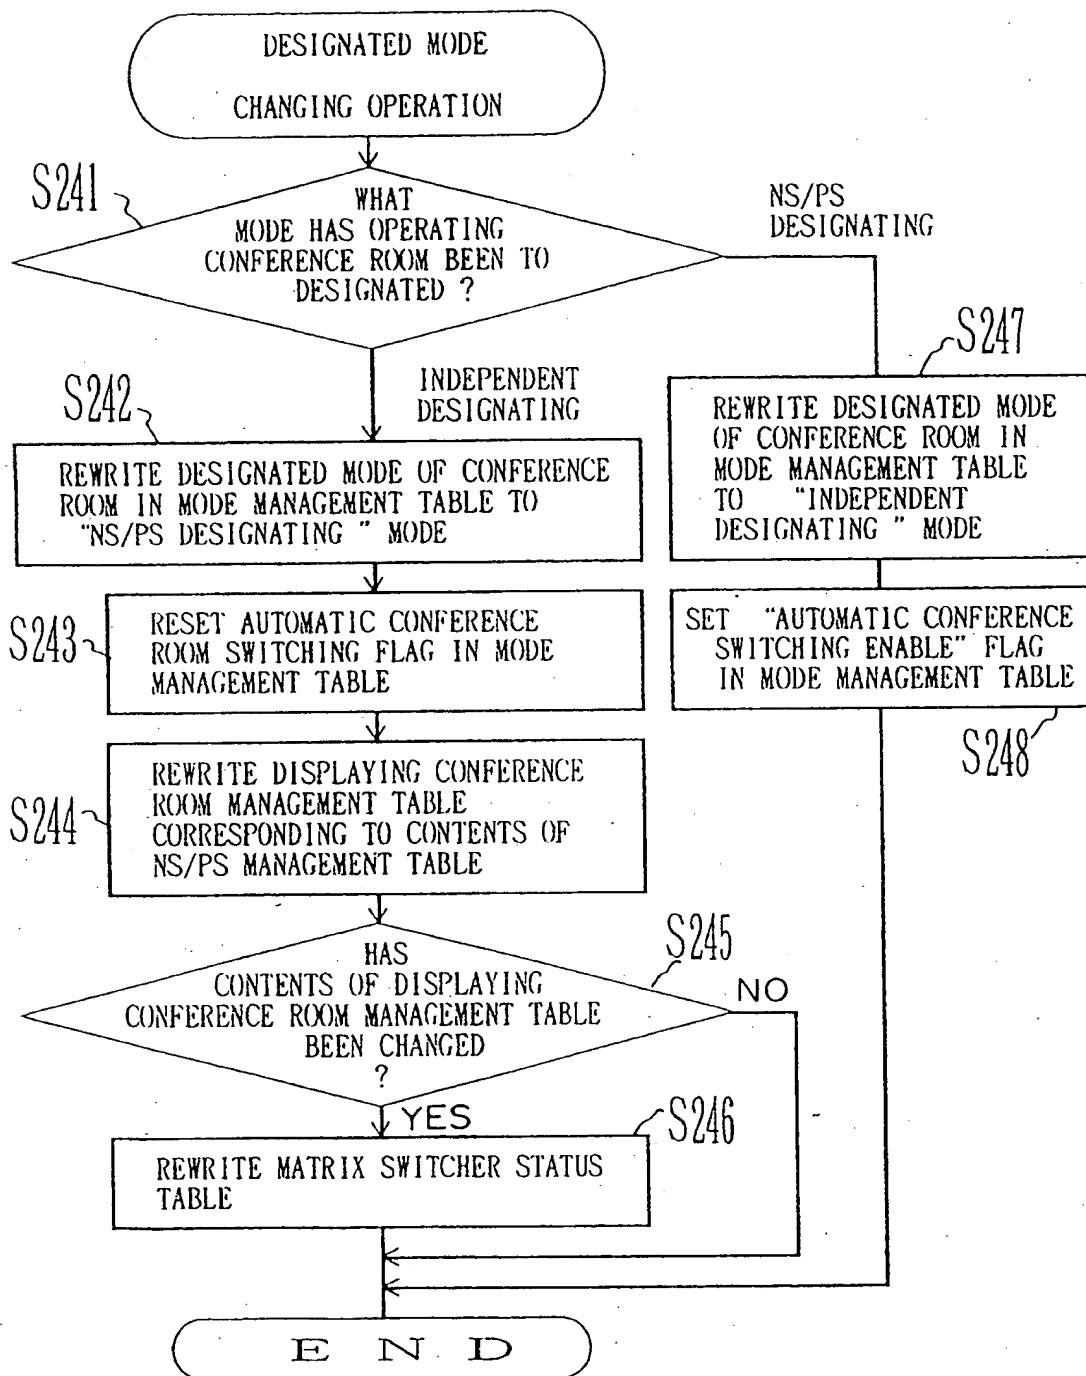 DESIGNATED MODE
CHANGING OPERATION
S241
WHAT
MODE HAS OPERATING
CONFERENCE ROOM BEEN TO
DESIGNATED ?
NS/PS
DESIGNATING
INDEPENDENT
DESIGNATING
S242
REWRITE DESIGNATED MODE OF CONFERENCE
ROOM IN MODE MANAGEMENT TABLE TO
"NS/PS DESIGNATING " MODE
S247
REWRITE DESIGNATED MODE
OF CONFERENCE ROOM IN
MODE MANAGEMENT TABLE
TO "INDEPENDENT
DESIGNATING " MODE
S243
RESET AUTOMATIC CONFERENCE
ROOM SWITCHING FLAG IN MODE
MANAGEMENT TABLE
SET "AUTOMATIC CONFERENCE
SWITCHING ENABLE" FLAG
IN MODE MANAGEMENT TABLE
S248
S244
REWRITE DISPLAYING CONFERENCE
ROOM MANAGEMENT TABLE
CORRESPONDING TO CONTENTS OF
NS/PS MANAGEMENT TABLE
S245
HAS
CONTENTS OF DISPLAYING
CONFERENCE ROOM MANAGEMENT TABLE
BEEN CHANGED
?
NO
YES
S246
REWRITE MATRIX SWITCHER STATUS
TABLE
E N D